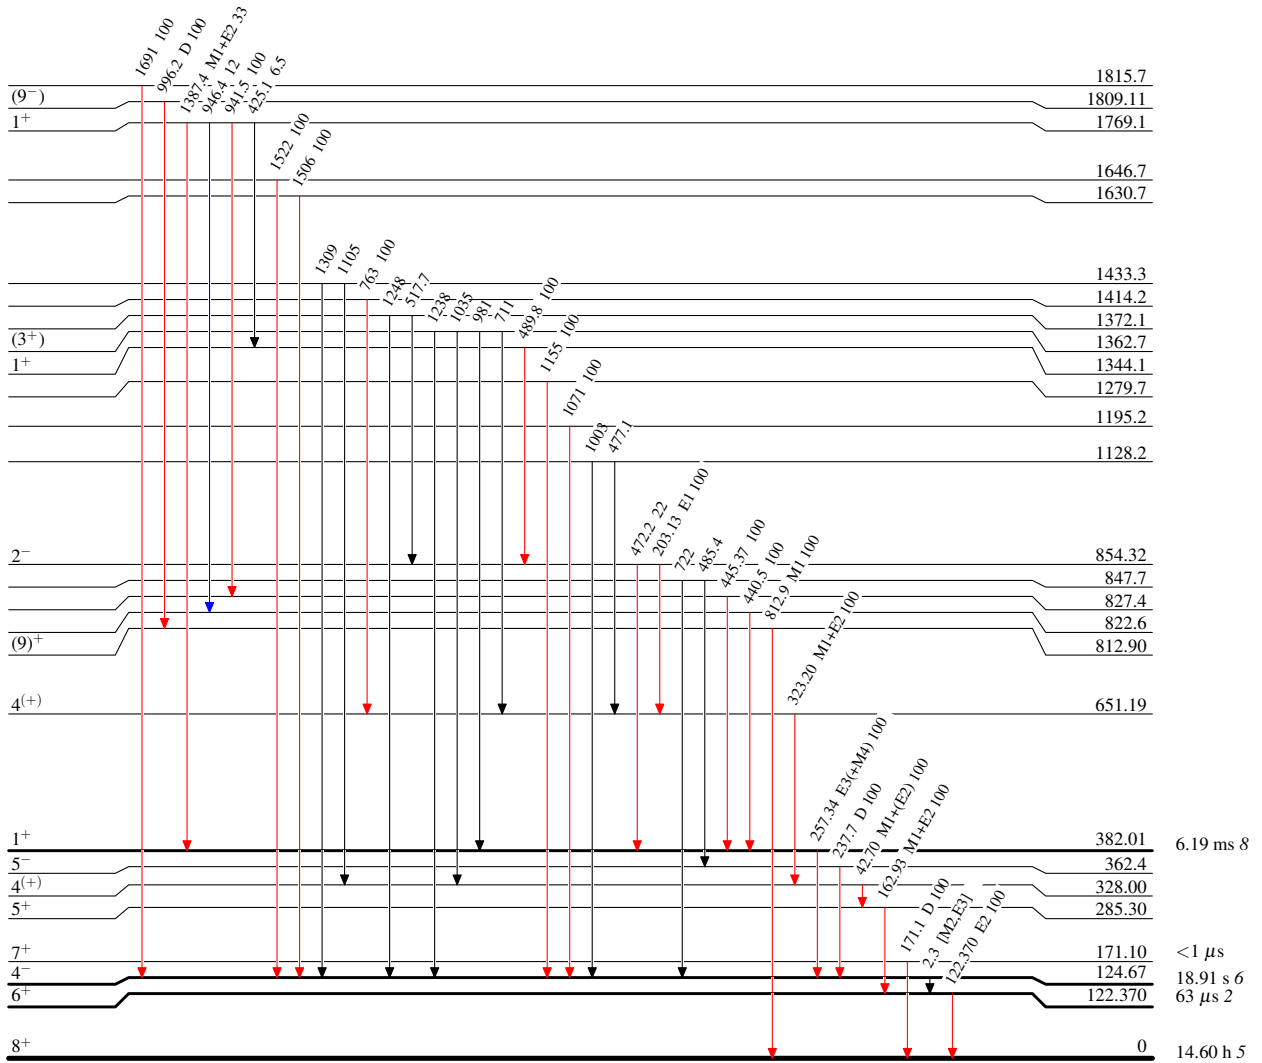 1691 100
996.2 D 100
1387.4 M1+E2 33
946.4 12
941.5 100
425.1 6.5
1815.7
(9⁻) 1809.11
1⁺ 1769.1
1522 100
1506 100
1646.7
1630.7
1309
1105
763 100
1248
517.7
1238
1035
981
711
489.8 100
1155 100
1071 100
1003
477.1
1433.3
1414.2
1372.1
(3⁺) 1362.7
1⁺ 1344.1
1279.7
1195.2
1128.2
472.2 22
203.13 E1 100
722
485.4
445.37 100
440.5 100
812.9 M1 100
323.20 M1+E2 100
2⁻ 854.32
847.7
827.4
822.6
(9)⁺ 812.90
4⁽⁺⁾ 651.19
257.34 E3(+M4) 100
237.7 D 100
42.70 M1+(E2) 100
162.93 M1+E2 100
171.1 D 100
2.3 [M2,E3]
122.370 E2 100
1⁺ 382.01 6.19 ms 8
5⁻ 362.4
4⁽⁺⁾ 328.00
5⁺ 285.30
7⁺ 171.10 <1 μs
4⁻ 124.67 18.91 s 6
6⁺ 122.370 63 μs 2
8⁺ 0 14.60 h 5